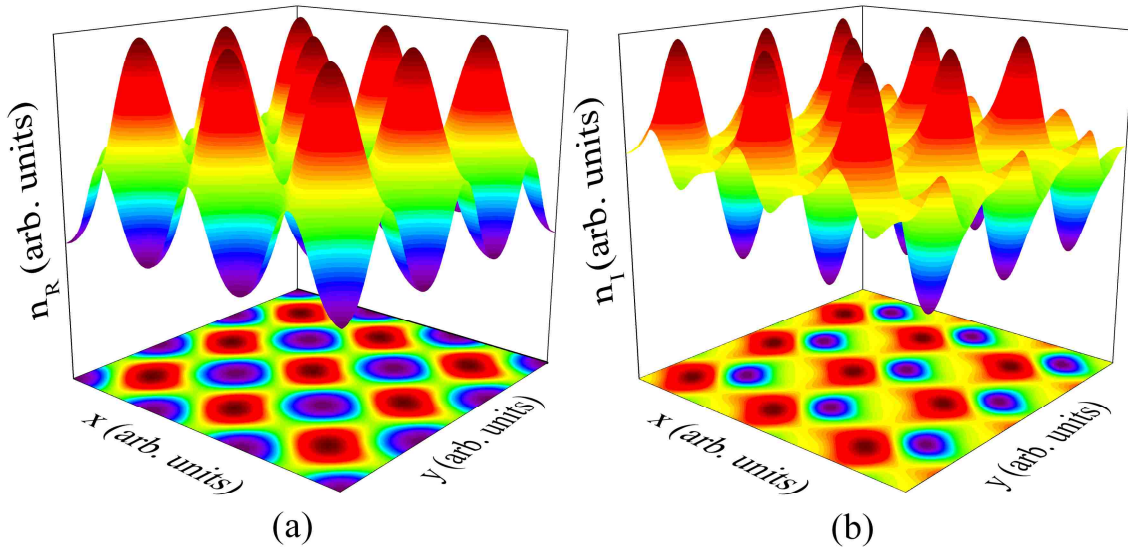 n_R (arb. units)
x (arb. units)
y (arb. units)
(a)
n_I (arb. units)
x (arb. units)
y (arb. units)
(b)